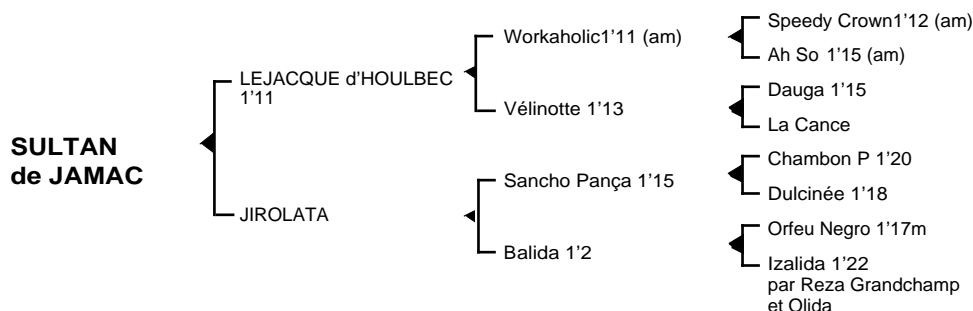 SULTAN
de JAMAC
LEJACQUE d’HOULBEC
1’11
JIROLATA
Workaholic1’11 (am)
Vélinotte 1’13
Sancho Pança 1’15
Balida 1’2
Speedy Crown1’12 (am)
Ah So 1’15 (am)
Dauga 1’15
La Cance
Chambon P 1’20
Dulcinée 1’18
Orfeu Negro 1’17m
Izalida 1’22
par Reza Grandchamp
et Olida